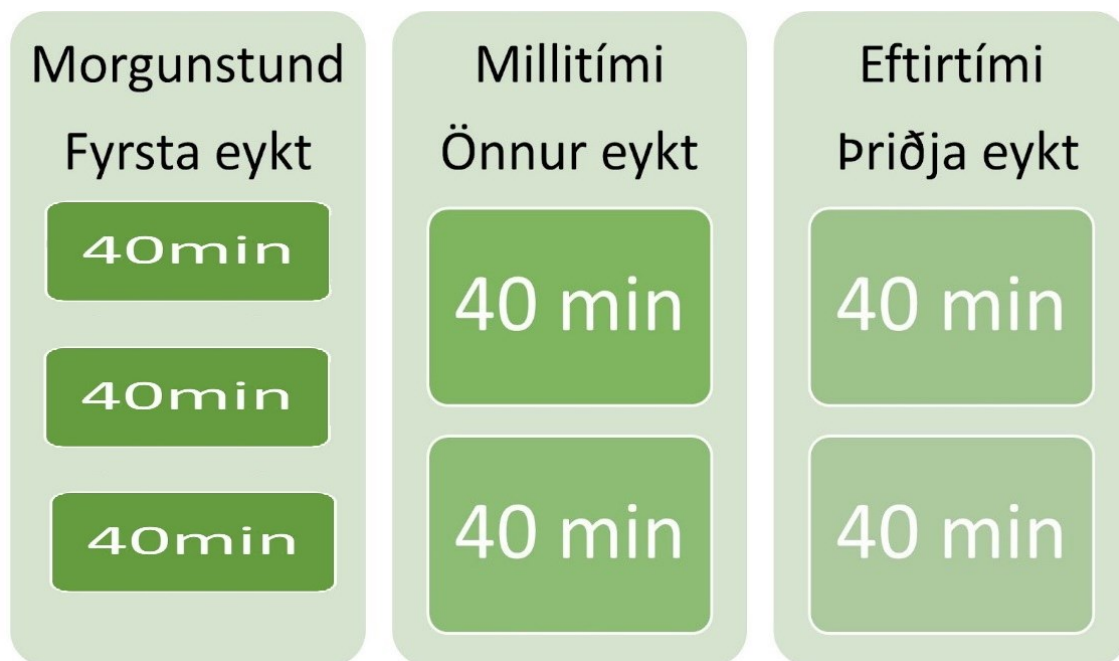 Morgunstund
Fyrsta eykt
40min
40min
40min
Millitími
Önnur eykt
40 min
40 min
Eftirtími
Þriðja eykt
40 min
40 min